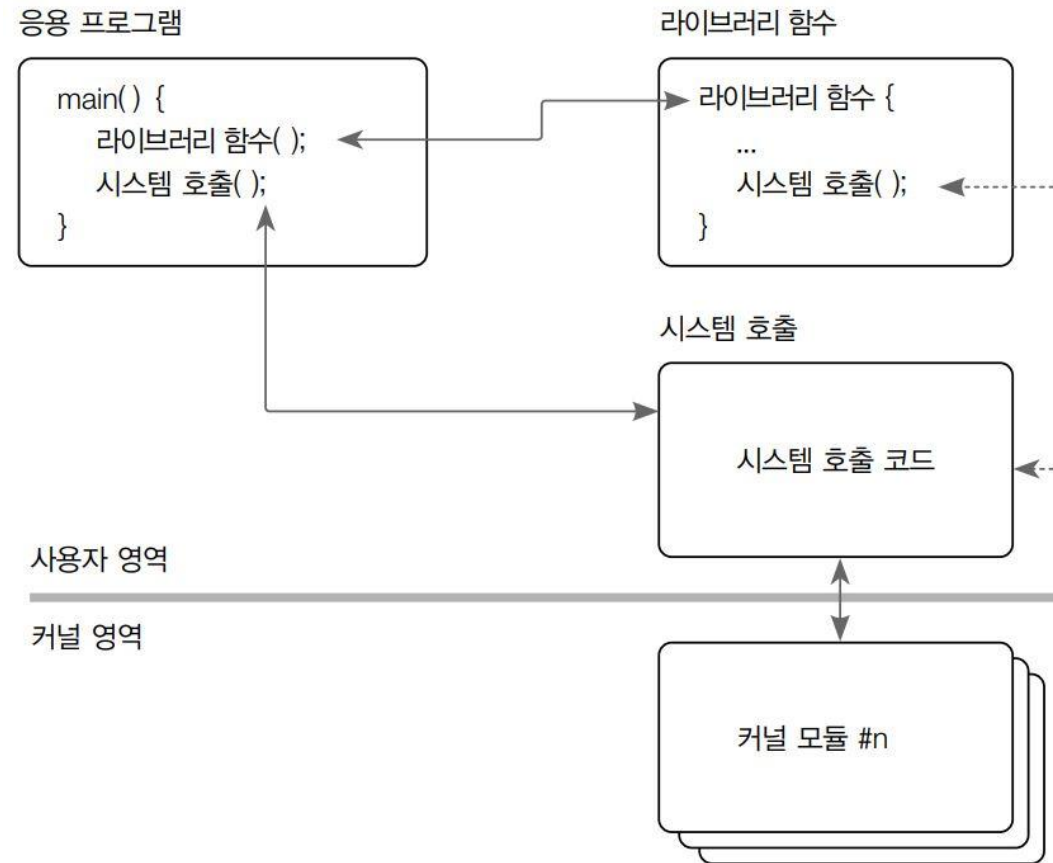 응용 프로그램
main( ) {
라이브러리 함수( );
시스템 호출( );
}
라이브러리 함수
라이브러리 함수 {
...
시스템 호출( );
}
시스템 호출
시스템 호출 코드
사용자 영역
커널 영역
커널 모듈 #n